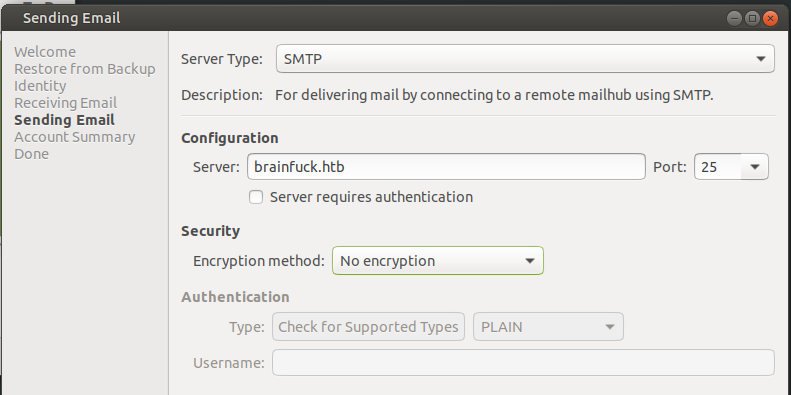 Sending Email
Welcome
Restore from Backup
Identity
Receiving Email
Sending Email
Account Summary
Done
Server Type: SMTP
Description: For delivering mail by connecting to a remote mailhub using SMTP.
Configuration
Server: brainfuck.htb Port: 25
Server requires authentication
Security
Encryption method: No encryption
Authentication
Type: Check for Supported Types PLAIN
Username: